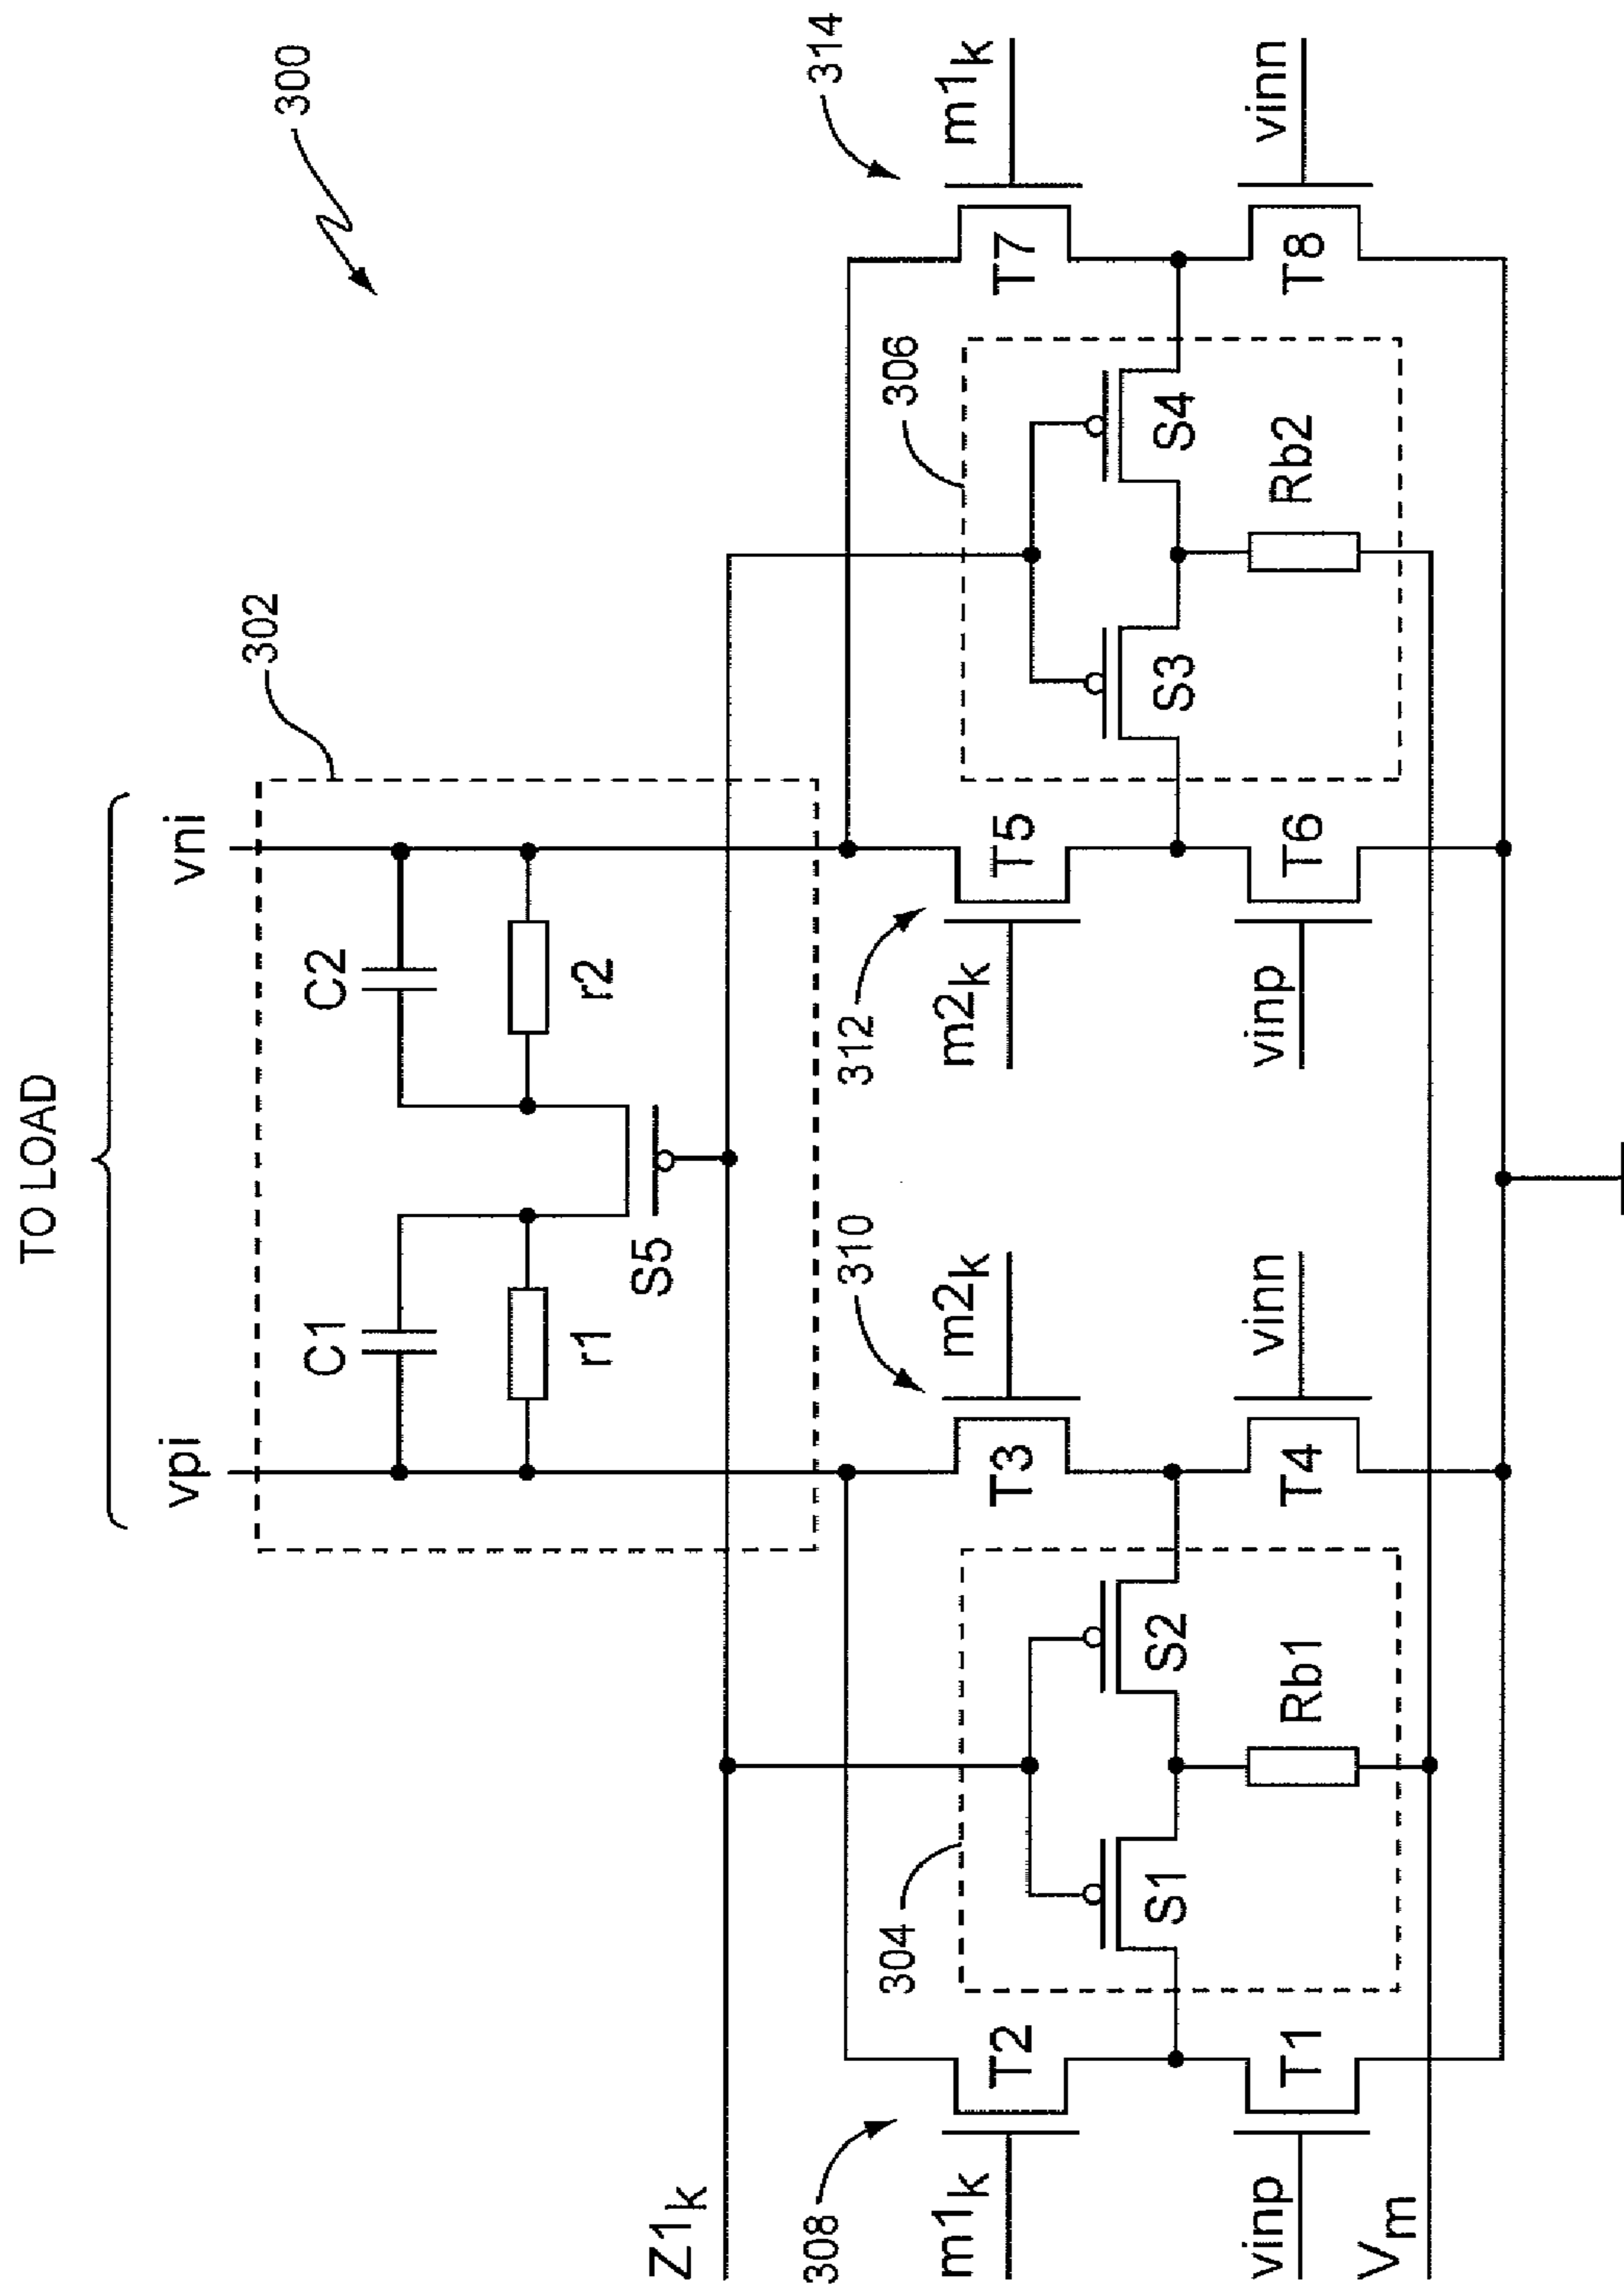 300
TO LOAD
vpi
vni
302
C1
C2
r1
r2
S5
Z1k
308
310
312
314
m1k
T2
T3
m2k
m2k
T5
T7
m1k
304
306
S1
S2
S3
S4
vinp
T1
Rb1
T4
vinn
vinp
T6
Rb2
T8
vinn
Vm